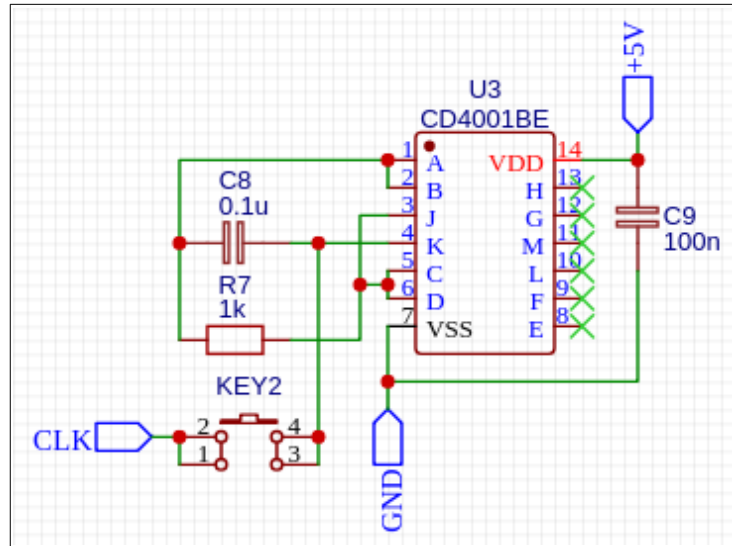 +5V
U3
CD4001BE
1 A VDD 14
2 B H 13
3 J G 12
4 K M 11
5 C L 10
6 D F 9
7 VSS E 8
C8
0.1u
R7
1k
C9
100n
KEY2
CLK
2 4
1 3
GND